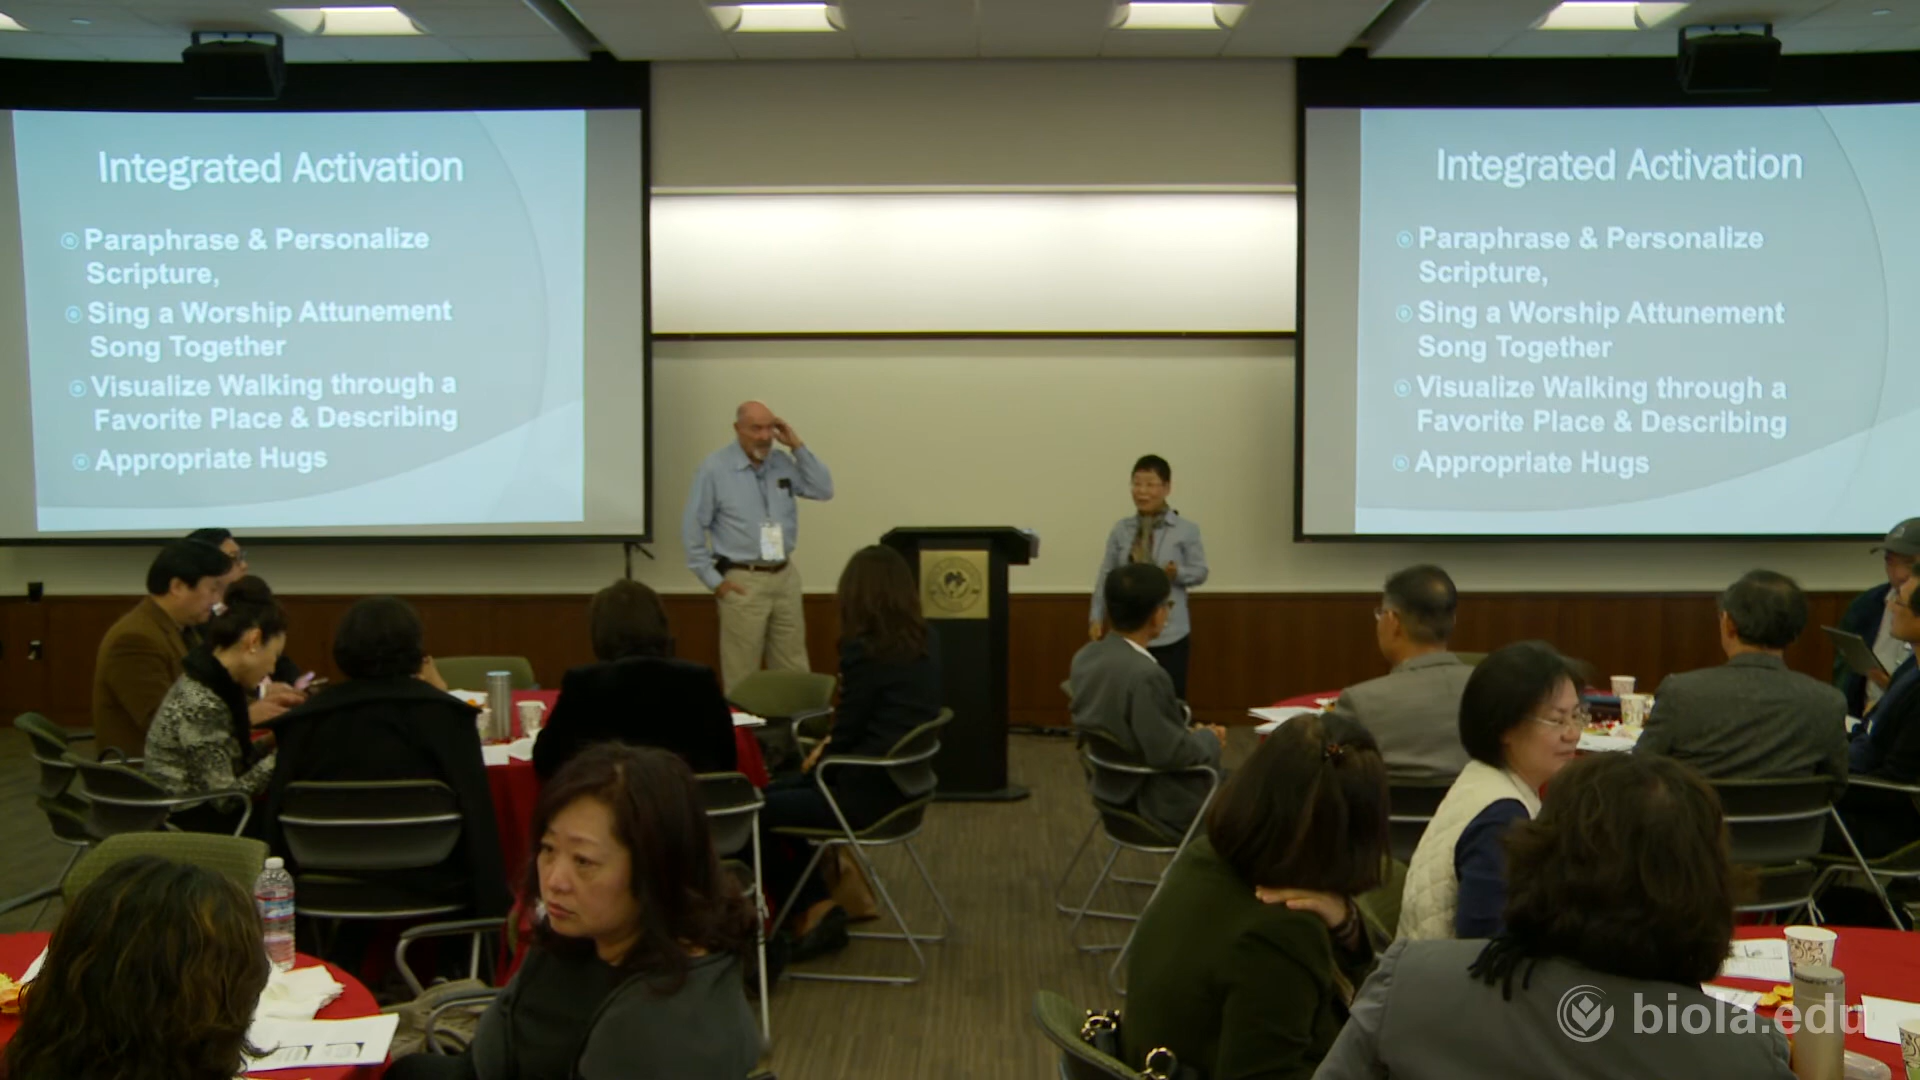 Integrated Activation
Paraphrase & Personalize
Scripture,
Sing a Worship Attunement
Song Together
Visualize Walking through a
Favorite Place & Describing
Appropriate Hugs
Integrated Activation
Paraphrase & Personalize
Scripture,
Sing a Worship Attunement
Song Together
Visualize Walking through a
Favorite Place & Describing
Appropriate Hugs
biola.edu